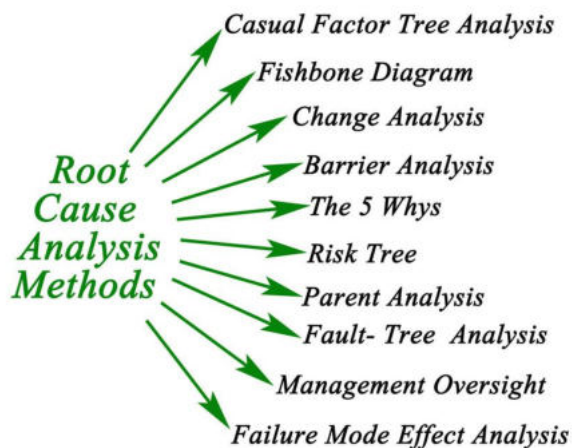 Root
Cause
Analysis
Methods
Casual Factor Tree Analysis
Fishbone Diagram
Change Analysis
Barrier Analysis
The 5 Whys
Risk Tree
Parent Analysis
Fault- Tree Analysis
Management Oversight
Failure Mode Effect Analysis